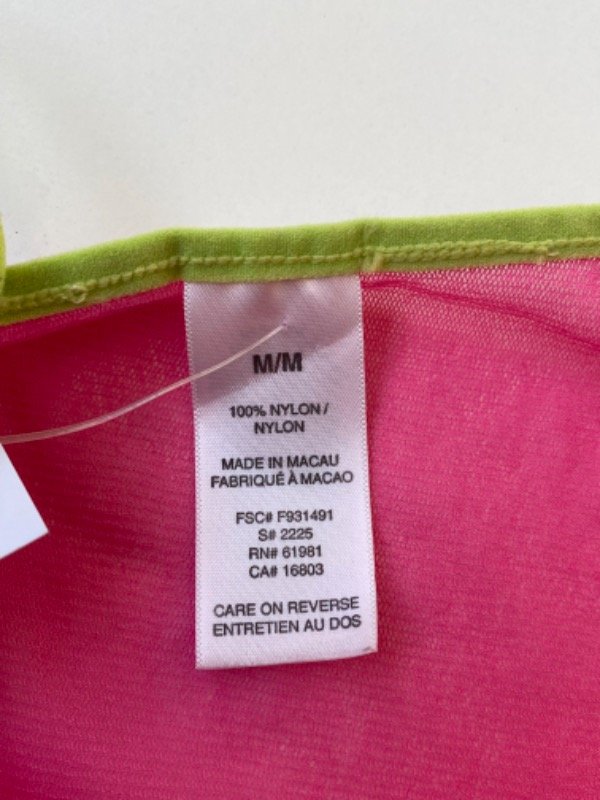 M/M
100% NYLON /
NYLON
MADE IN MACAU
FABRIQUÉ À MACAO
FSC# F931491
S# 2225
RN# 61981
CA# 16803
CARE ON REVERSE
ENTRETIEN AU DOS